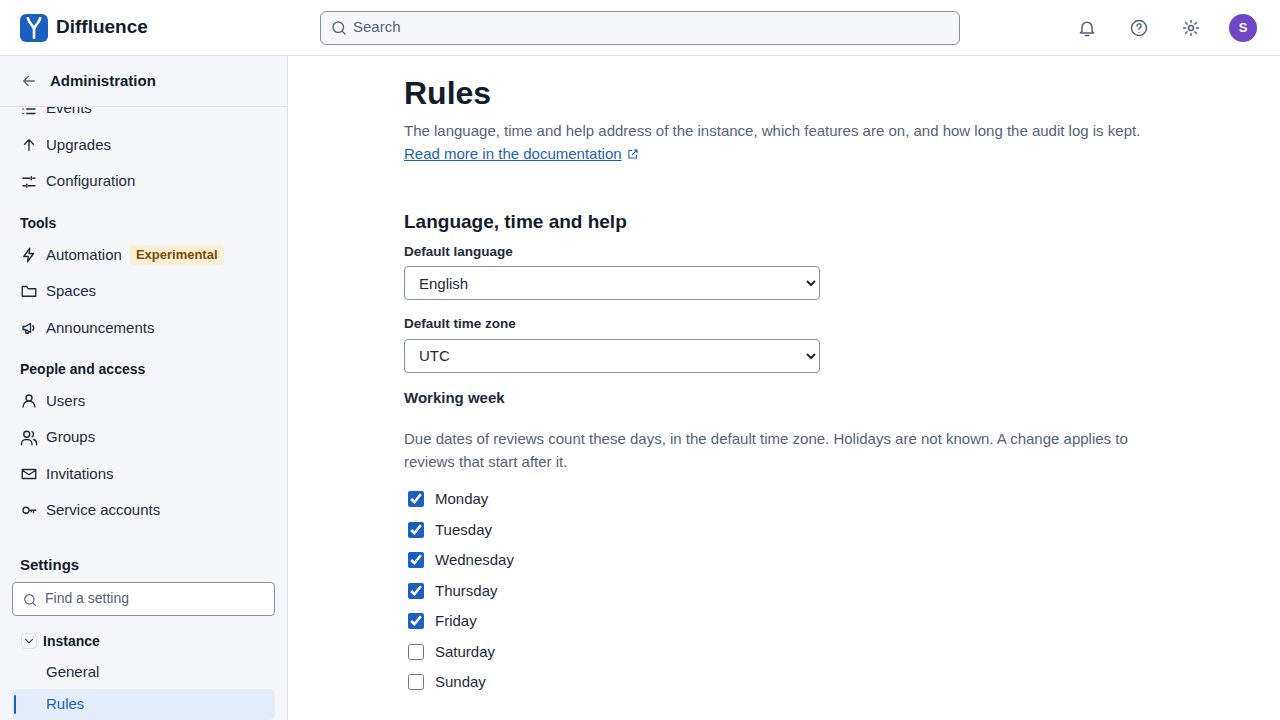 Diffluence
Search
S
Administration
Events
Upgrades
Configuration
Tools
Automation Experimental
Spaces
Announcements
People and access
Users
Groups
Invitations
Service accounts
Settings
Find a setting
Instance
General
Rules
Rules
The language, time and help address of the instance, which features are on, and how long the audit log is kept.
Read more in the documentation
Language, time and help
Default language
English
Default time zone
UTC
Working week
Due dates of reviews count these days, in the default time zone. Holidays are not known. A change applies to
reviews that start after it.
Monday
Tuesday
Wednesday
Thursday
Friday
Saturday
Sunday